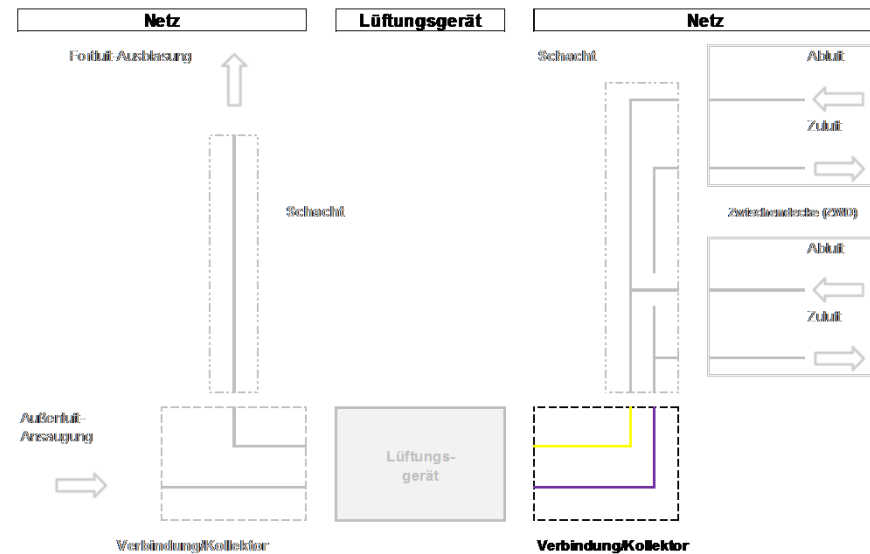 Netz
Lüftungsgerät
Netz
Fortluft-Ausblasung
Schacht
Abluft
Zuluft
Schacht
Zwischendecke (ZWD)
Abluft
Zuluft
Außenluft-
Ansaugung
Lüftungs-
gerät
Verbindung/Kollektor
Verbindung/Kollektor